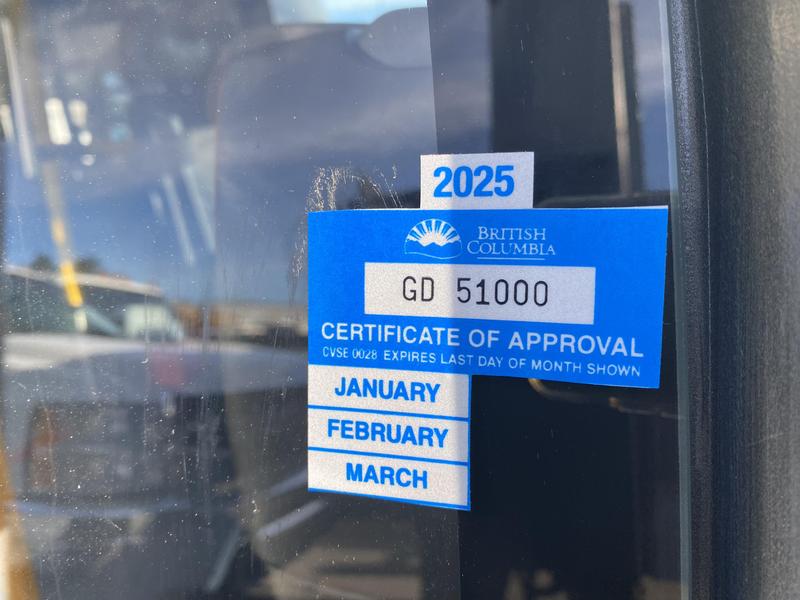 2025
BRITISH
COLUMBIA
GD 51000
CERTIFICATE OF APPROVAL
CVSE 0028 EXPIRES LAST DAY OF MONTH SHOWN
JANUARY
FEBRUARY
MARCH